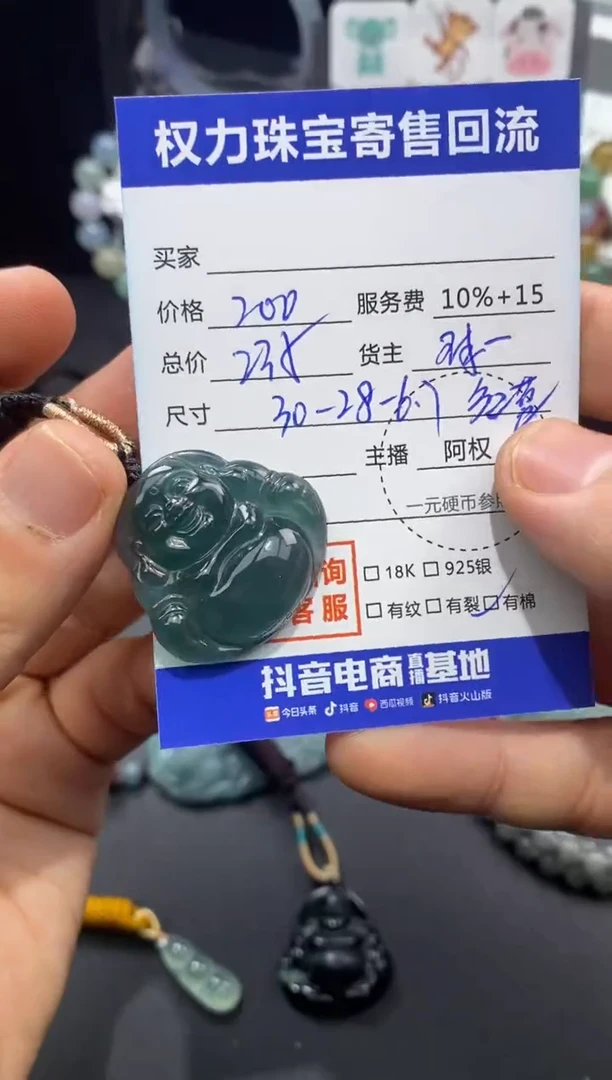 权力珠宝寄售回流
买家
价格 200 服务费 10%+15
总价 235 货主
尺寸 30-28-6.7
主播 阿权
一元硬币参
询 □ 18K □ 925银
客服 □ 有纹 □ 有裂 □ 有棉
抖音电商直播基地
今日头条 抖音 西瓜视频 抖音火山版